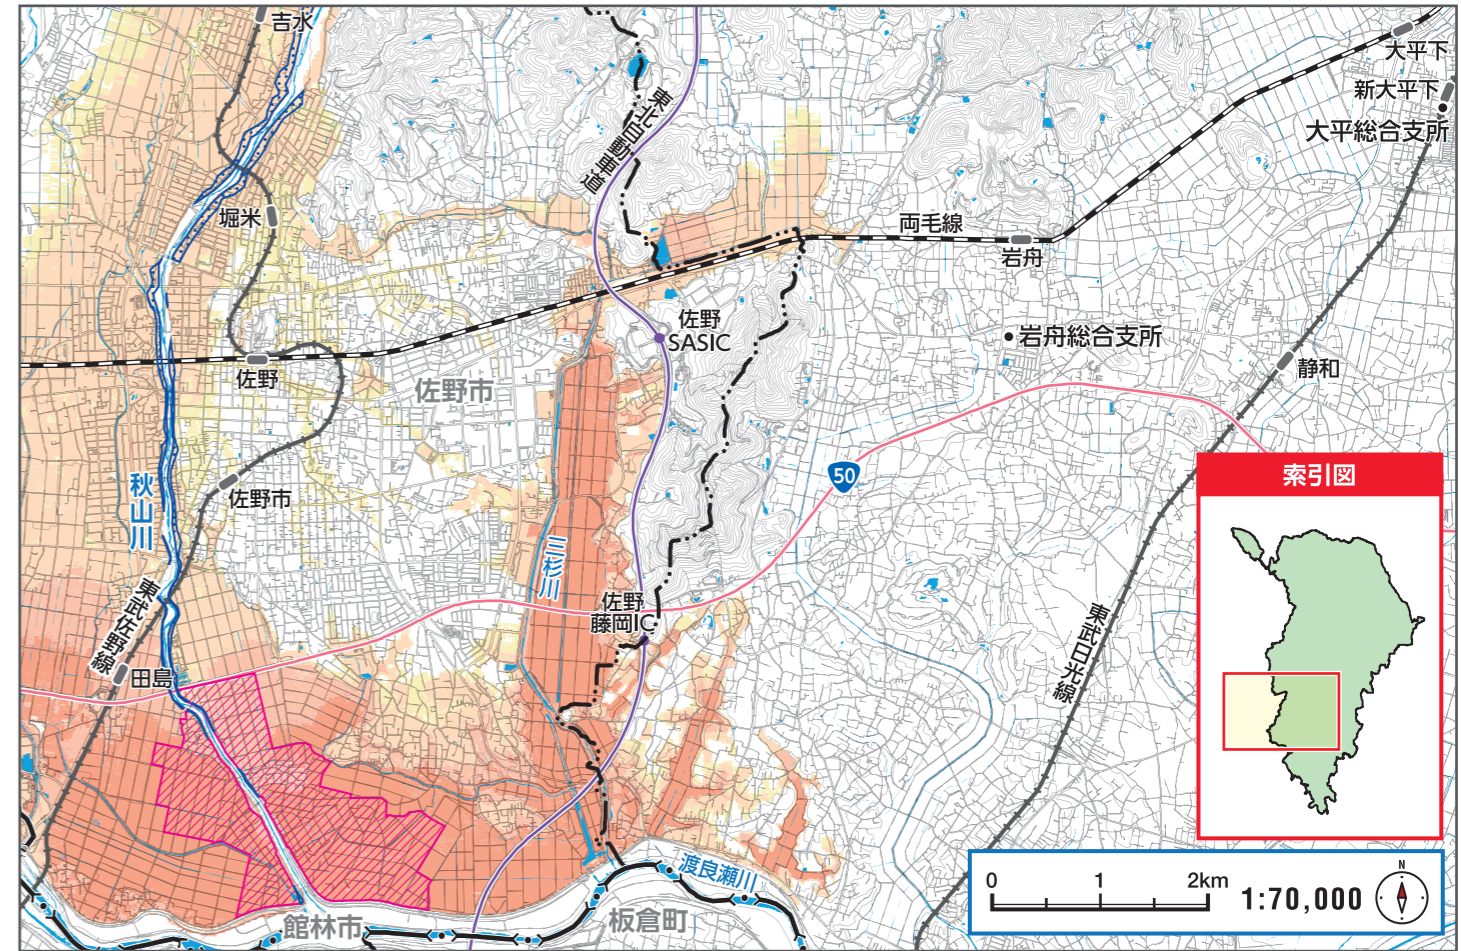 吉水
大平下
新大平下
大平総合支所
東北自動車道
堀米
両毛線
岩舟
佐野
SASIC
岩舟総合支所
静和
佐野
佐野市
50
索引図
秋山川
佐野市
三杉川
佐野
藤岡IC
東武佐野線
田島
東武日光線
渡良瀬川
館林市
板倉町
0 1 2km
1:70,000
N